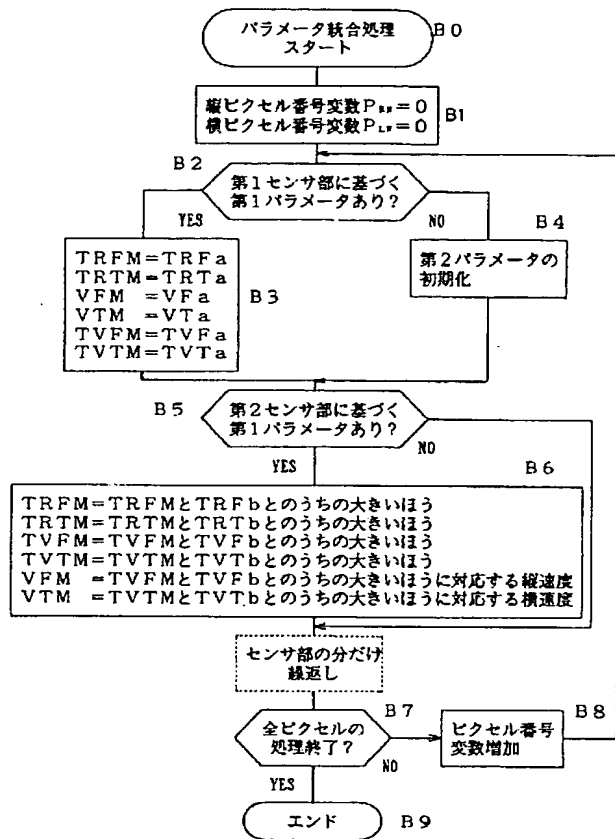 パラメータ統合処理
スタート
B0
縦ピクセル番号変数P_RN=0
横ピクセル番号変数P_LN=0
B1
B2
第1センサ部に基づく
第1パラメータあり?
YES
NO
B4
TRFM=TRFa
TRTM=TRTa
VFM =VFa
VTM =VTa
TVFM=TVFa
TVTM=TVTa
B3
第2パラメータの
初期化
B5
第2センサ部に基づく
第1パラメータあり?
YES
NO
B6
TRFM=TRFMとTRFbとのうちの大きいほう
TRTM=TRTMとTRTbとのうちの大きいほう
TVFM=TVFMとTVFbとのうちの大きいほう
TVTM=TVTMとTVTbとのうちの大きいほう
VFM =TVFMとTVFbとのうちの大きいほうに対応する縦速度
VTM =TVTMとTVTbとのうちの大きいほうに対応する横速度
センサ部の分だけ
繰返し
B7
全ピクセルの
処理終了?
NO
YES
B8
ピクセル番号
変数増加
エンド
B9